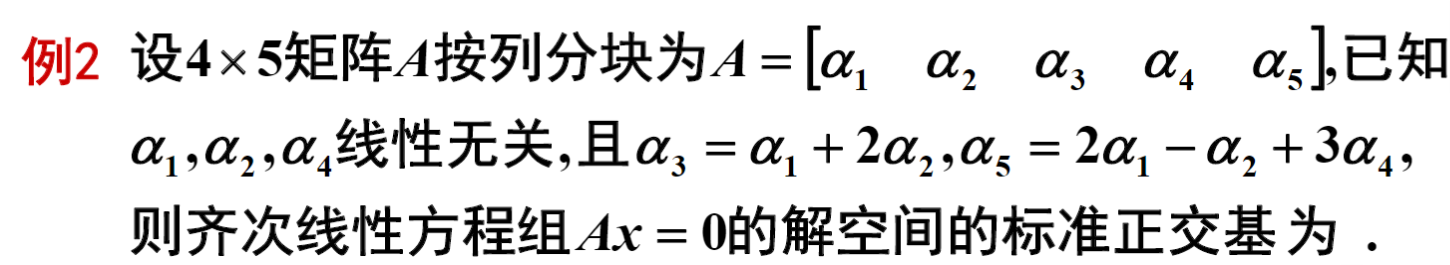 例2 设4×5矩阵A按列分块为A=[α₁ α₂ α₃ α₄ α₅],已知
α₁,α₂,α₄线性无关,且α₃=α₁+2α₂,α₅=2α₁-α₂+3α₄,
则齐次线性方程组Ax=0的解空间的标准正交基为 .